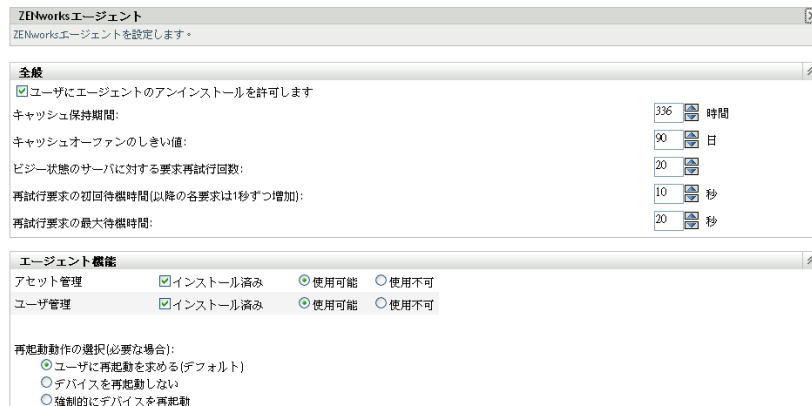 ZENworksエージェント
ZENworksエージェントを設定します。
全般
ユーザにエージェントのアンインストールを許可します
キャッシュ保持期間: 336 時間
キャッシュオーファンのしきい値: 90 日
ビジー状態のサーバに対する要求再試行回数: 20
再試行要求の初回待機時間(以降の各要求は1秒ずつ増加): 10 秒
再試行要求の最大待機時間: 20 秒
エージェント機能
アセット管理 インストール済み 使用可能 使用不可
ユーザ管理 インストール済み 使用可能 使用不可
再起動動作の選択(必要な場合):
ユーザに再起動を求める(デフォルト)
デバイスを再起動しない
強制的にデバイスを再起動